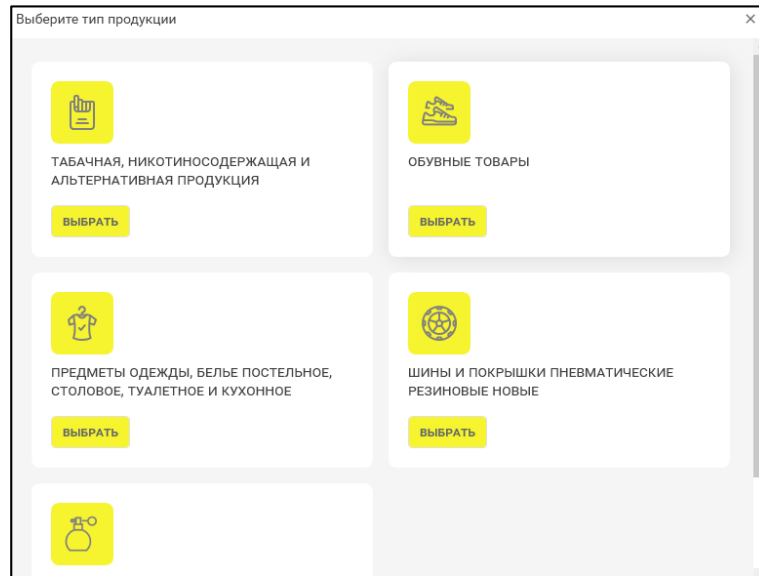 Выберите тип продукции
ТАБАЧНАЯ, НИКОТИНОСОДЕРЖАЩАЯ И
АЛЬТЕРНАТИВНАЯ ПРОДУКЦИЯ
ВЫБРАТЬ
ОБУВНЫЕ ТОВАРЫ
ВЫБРАТЬ
ПРЕДМЕТЫ ОДЕЖДЫ, БЕЛЬЕ ПОСТЕЛЬНОЕ,
СТОЛОВОЕ, ТУАЛЕТНОЕ И КУХОННОЕ
ВЫБРАТЬ
ШИНЫ И ПОКРЫШКИ ПНЕВМАТИЧЕСКИЕ
РЕЗИНОВЫЕ НОВЫЕ
ВЫБРАТЬ